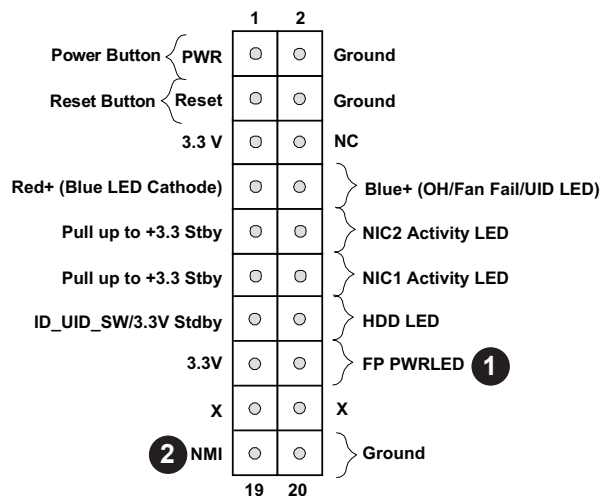 1 2
Power Button PWR Ground
Reset Button Reset Ground
3.3 V NC
Red+ (Blue LED Cathode) Blue+ (OH/Fan Fail/UID LED)
Pull up to +3.3 Stby NIC2 Activity LED
Pull up to +3.3 Stby NIC1 Activity LED
ID_UID_SW/3.3V Stdby HDD LED
3.3V FP PWRLED 1
X X
2 NMI Ground
19 20